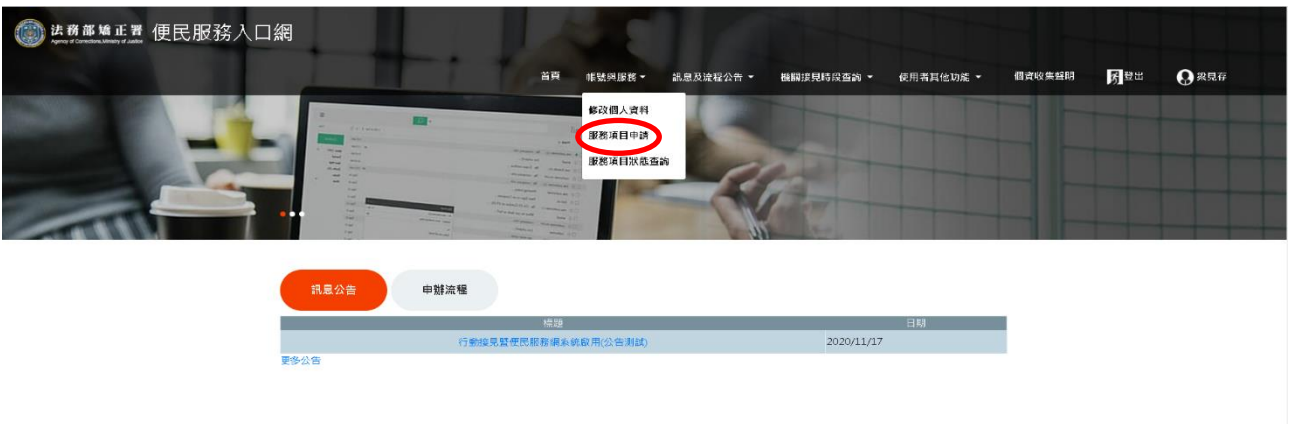 法務部矯正署 便民服務入口網
Agency of Corrections,Ministry of Justice
首頁 帳號與服務 訊息及流程公告 機關接見時段查詢 使用者其他功能 個資收集聲明 登出 梁見存
修改個人資料
服務項目申請
服務項目狀態查詢
訊息公告 申辦流程
標題 日期
行動接見暨便民服務網系統啟用(公告測試) 2020/11/17
更多公告